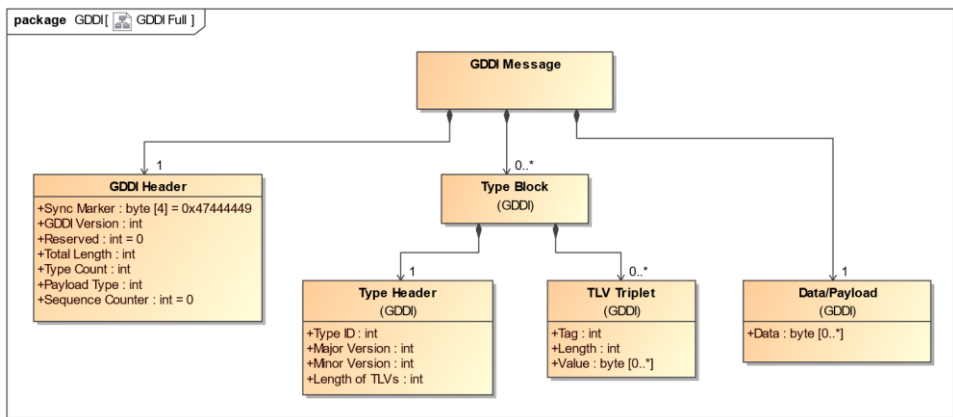 package GDDI[ GDDI Full ]
GDDI Message
1
0..*
1
GDDI Header
+Sync Marker : byte [4] = 0x47444449
+GDDI Version : int
+Reserved : int = 0
+Total Length : int
+Type Count : int
+Payload Type : int
+Sequence Counter : int = 0
Type Block
(GDDI)
1
0..*
Type Header
(GDDI)
+Type ID : int
+Major Version : int
+Minor Version : int
+Length of TLVs : int
TLV Triplet
(GDDI)
+Tag : int
+Length : int
+Value : byte [0..*]
Data/Payload
(GDDI)
+Data : byte [0..*]